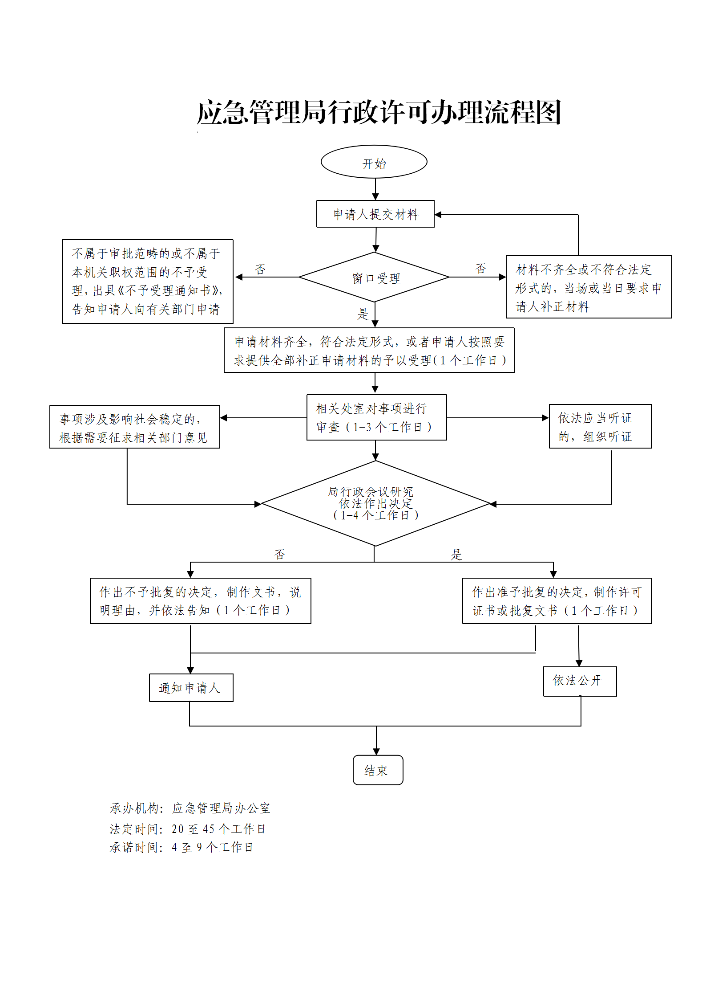 应急管理局行政许可办理流程图
开始
申请人提交材料
不属于审批范畴的或不属于
本机关职权范围的不予受
理,出具《不予受理通知书》,
告知申请人向有关部门申请
否
窗口受理
否
材料不齐全或不符合法定
形式的，当场或当日要求申
请人补正材料
是
申请材料齐全，符合法定形式，或者申请人按照要
求提供全部补正申请材料的予以受理(1个工作日)
相关处室对事项进行
审查（1-3个工作日）
事项涉及影响社会稳定的，
根据需要征求相关部门意见
依法应当听证
的，组织听证
局行政会议研究
依法作出决定
（1-4个工作日）
否
是
作出不予批复的决定，制作文书，说
明理由，并依法告知（1个工作日）
作出准予批复的决定,制作许可
证书或批复文书（1个工作日）
通知申请人
依法公开
结束
承办机构：应急管理局办公室
法定时间：20至45个工作日
承诺时间：4至9个工作日